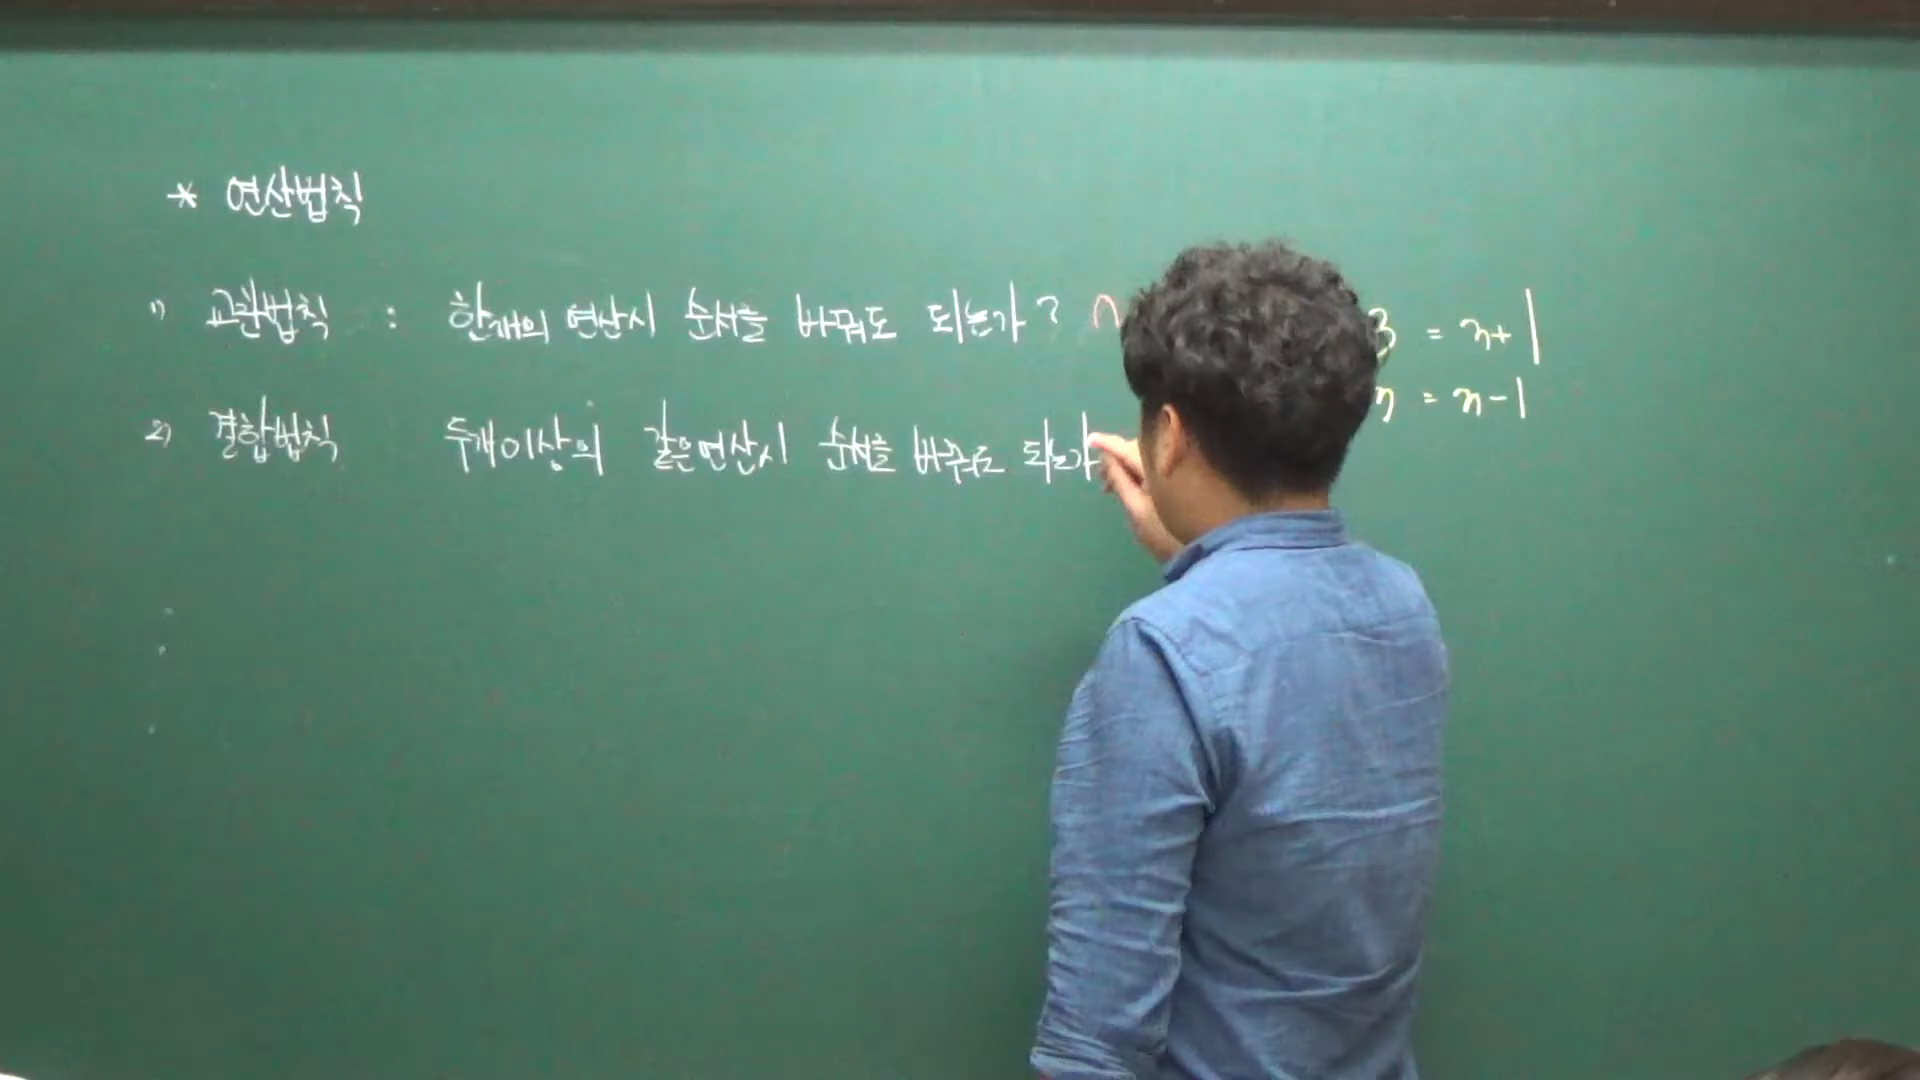 * 연산법칙
1) 교환법칙 : 한개의 연산시 순서를 바꿔도 되는가? 3 = n+1
n = n-1
2) 결합법칙 두개이상의 같은연산시 순서를 바꿔도 되는가